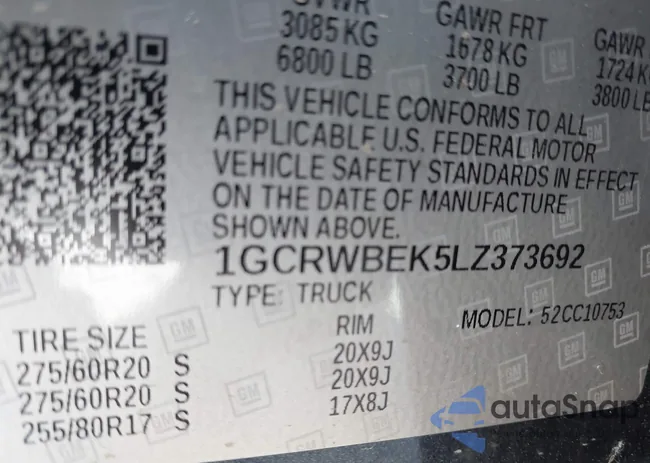 GVWR GAWR FRT GAWR
3085 KG 1678 KG 1724 K
6800 LB 3700 LB 3800 LB
THIS VEHICLE CONFORMS TO ALL
APPLICABLE U.S. FEDERAL MOTOR
VEHICLE SAFETY STANDARDS IN EFFECT
ON THE DATE OF MANUFACTURE
SHOWN ABOVE.
1GCRWBEK5LZ373692
TYPE: TRUCK MODEL: 52CC10753
TIRE SIZE RIM
275/60R20 S 20X9J
275/60R20 S 20X9J
255/80R17 S 17X8J
GM
autoSnap